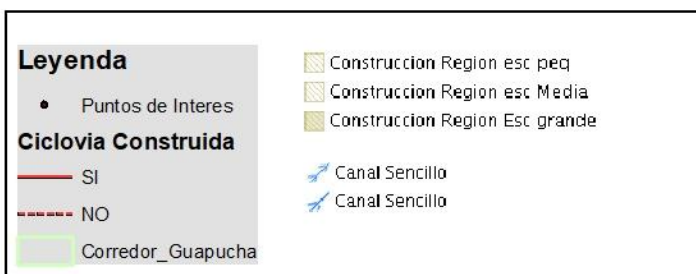 Leyenda
Puntos de Interes
Ciclovia Construida
SI
NO
Corredor_Guapucha
Construccion Region esc peq
Construccion Region esc Media
Construccion Region Esc grande
Canal Sencillo
Canal Sencillo